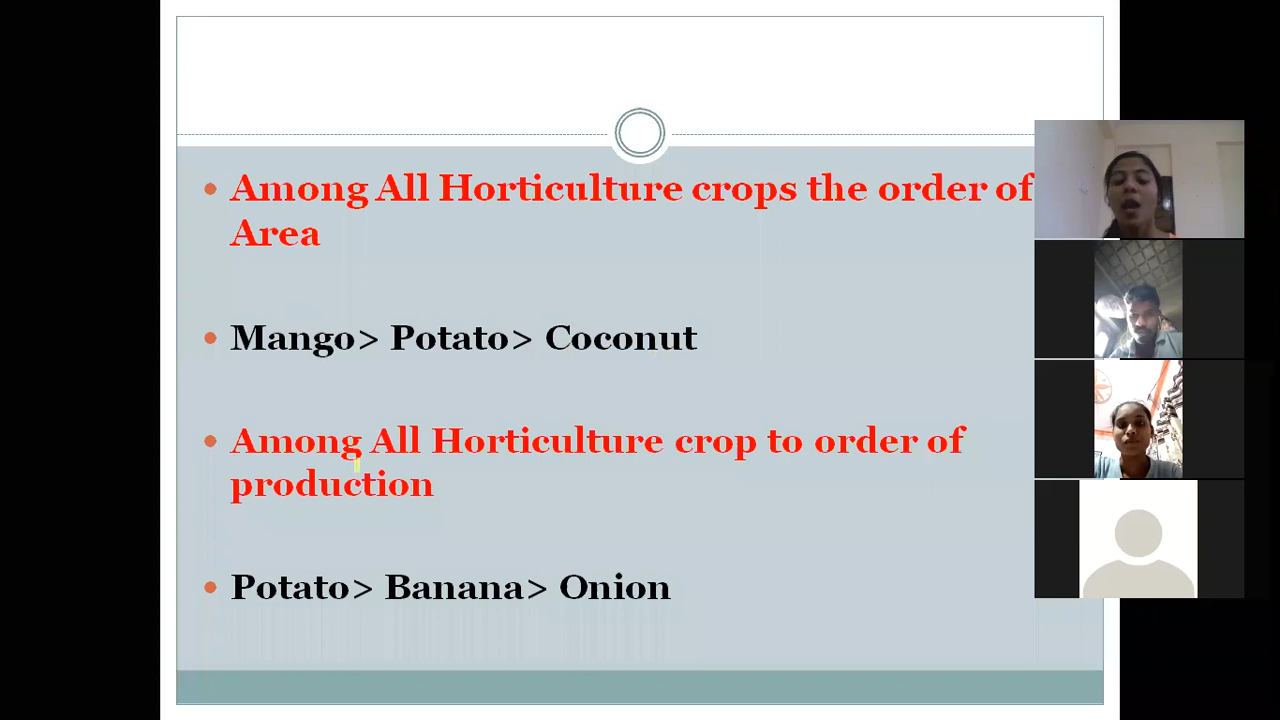 Among All Horticulture crops the order of
Area
Mango> Potato> Coconut
Among All Horticulture crop to order of
production
Potato> Banana> Onion